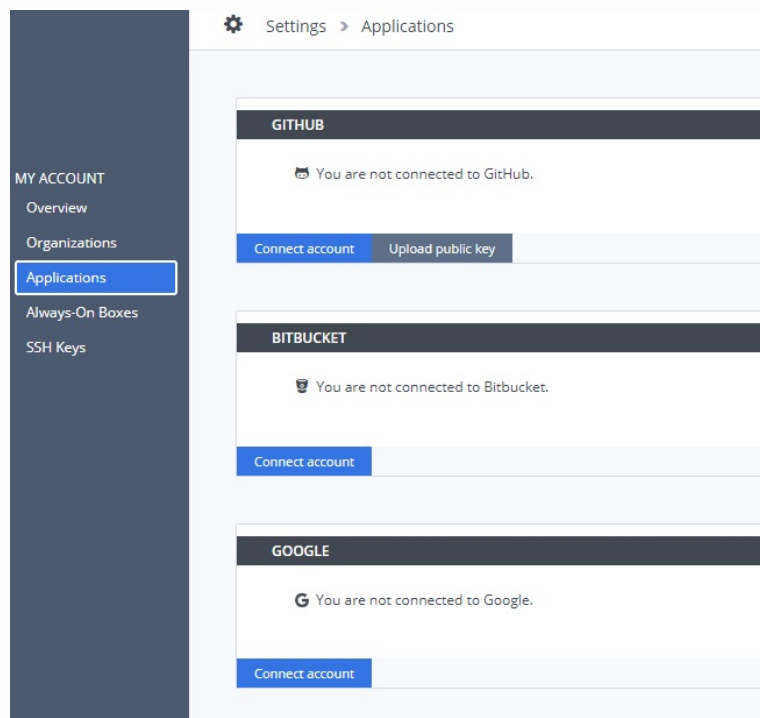 Settings > Applications
MY ACCOUNT
Overview
Organizations
Applications
Always-On Boxes
SSH Keys
GITHUB
You are not connected to GitHub.
Connect account Upload public key
BITBUCKET
You are not connected to Bitbucket.
Connect account
GOOGLE
G You are not connected to Google.
Connect account